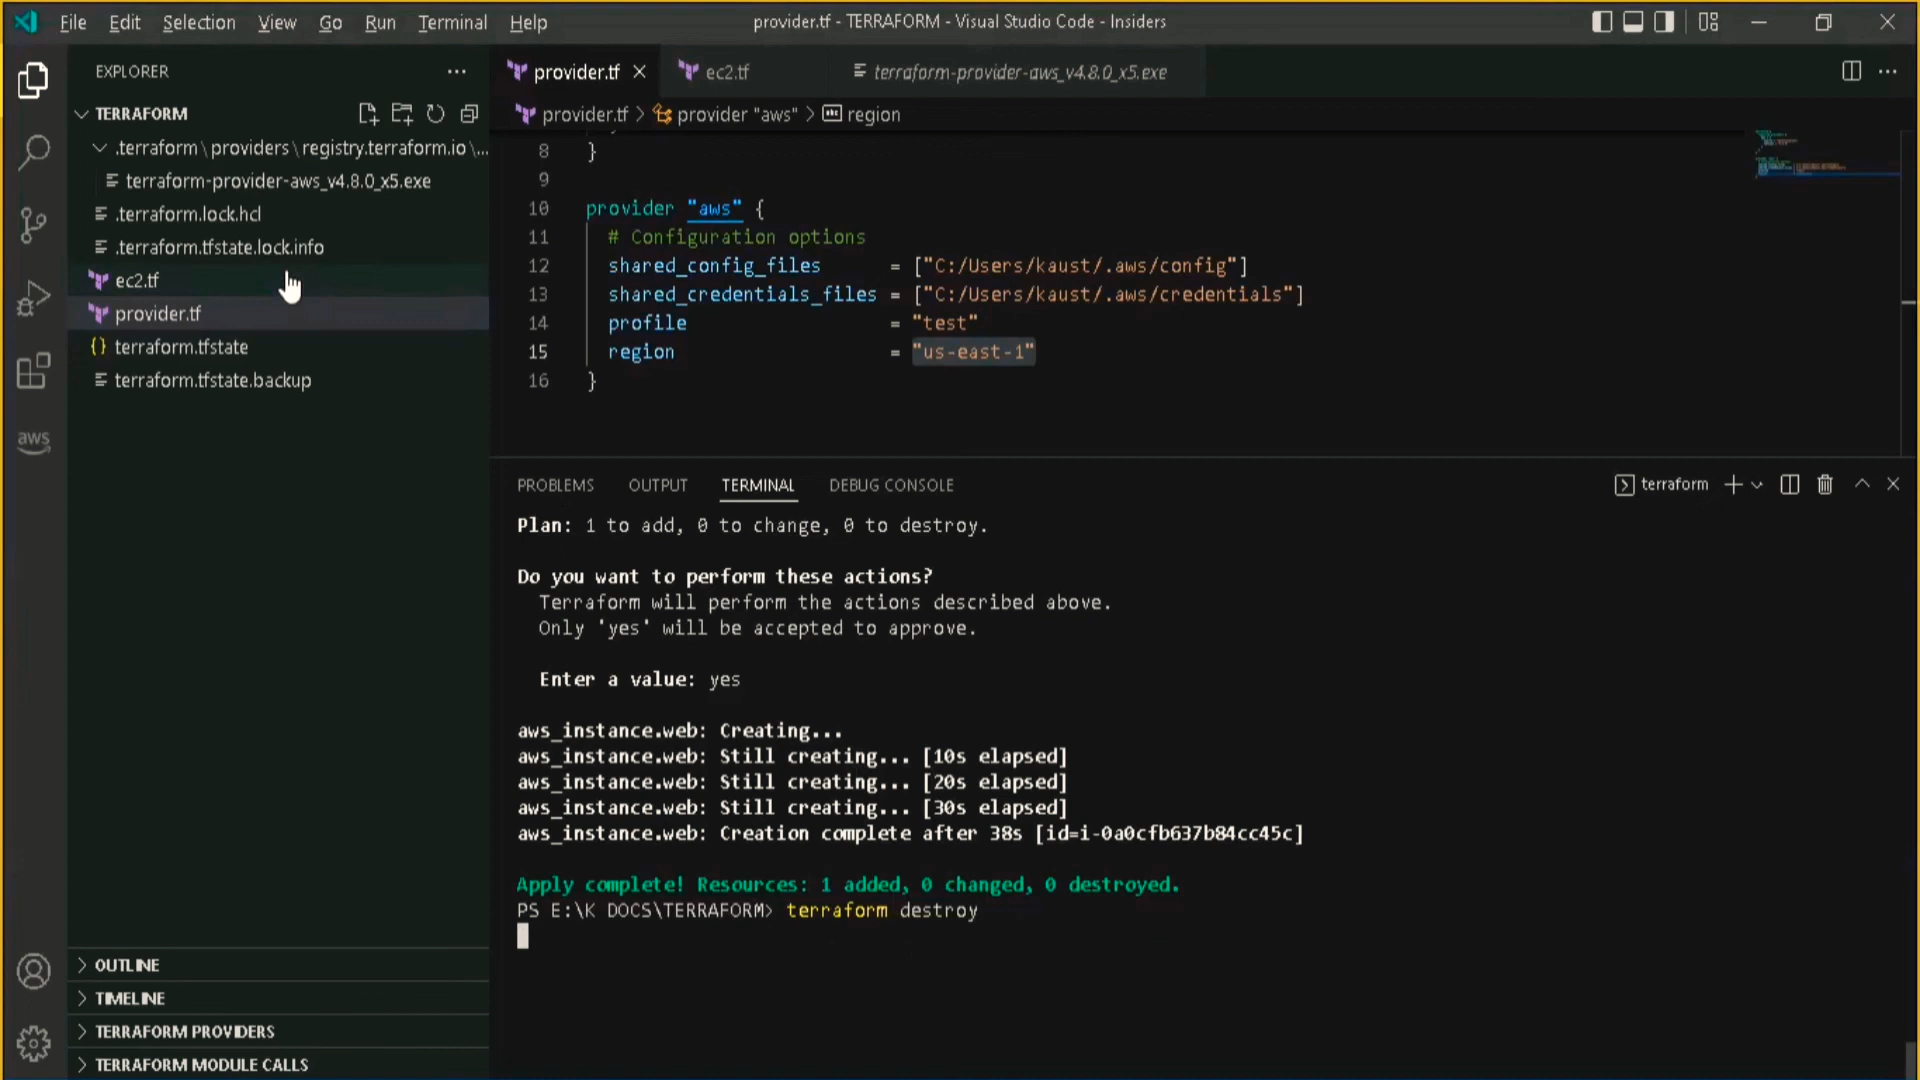 File Edit Selection View Go Run Terminal Help
provider.tf - TERRAFORM - Visual Studio Code - Insiders
EXPLORER
TERRAFORM
.terraform\providers\registry.terraform.io\...
terraform-provider-aws_v4.8.0_x5.exe
.terraform.lock.hcl
.terraform.tfstate.lock.info
ec2.tf
provider.tf
terraform.tfstate
terraform.tfstate.backup
aws
OUTLINE
TIMELINE
TERRAFORM PROVIDERS
TERRAFORM MODULE CALLS
provider.tf ec2.tf terraform-provider-aws_v4.8.0_x5.exe
provider.tf > provider "aws" > abc region
8 }
9
10 provider "aws" {
11 # Configuration options
12 shared_config_files = ["C:/Users/kaust/.aws/config"]
13 shared_credentials_files = ["C:/Users/kaust/.aws/credentials"]
14 profile = "test"
15 region = "us-east-1"
16 }
PROBLEMS OUTPUT TERMINAL DEBUG CONSOLE
terraform
Plan: 1 to add, 0 to change, 0 to destroy.
Do you want to perform these actions?
Terraform will perform the actions described above.
Only 'yes' will be accepted to approve.
Enter a value: yes
aws_instance.web: Creating...
aws_instance.web: Still creating... [10s elapsed]
aws_instance.web: Still creating... [20s elapsed]
aws_instance.web: Still creating... [30s elapsed]
aws_instance.web: Creation complete after 38s [id=i-0a0cfb637b84cc45c]
Apply complete! Resources: 1 added, 0 changed, 0 destroyed.
PS E:\K DOCS\TERRAFORM> terraform destroy